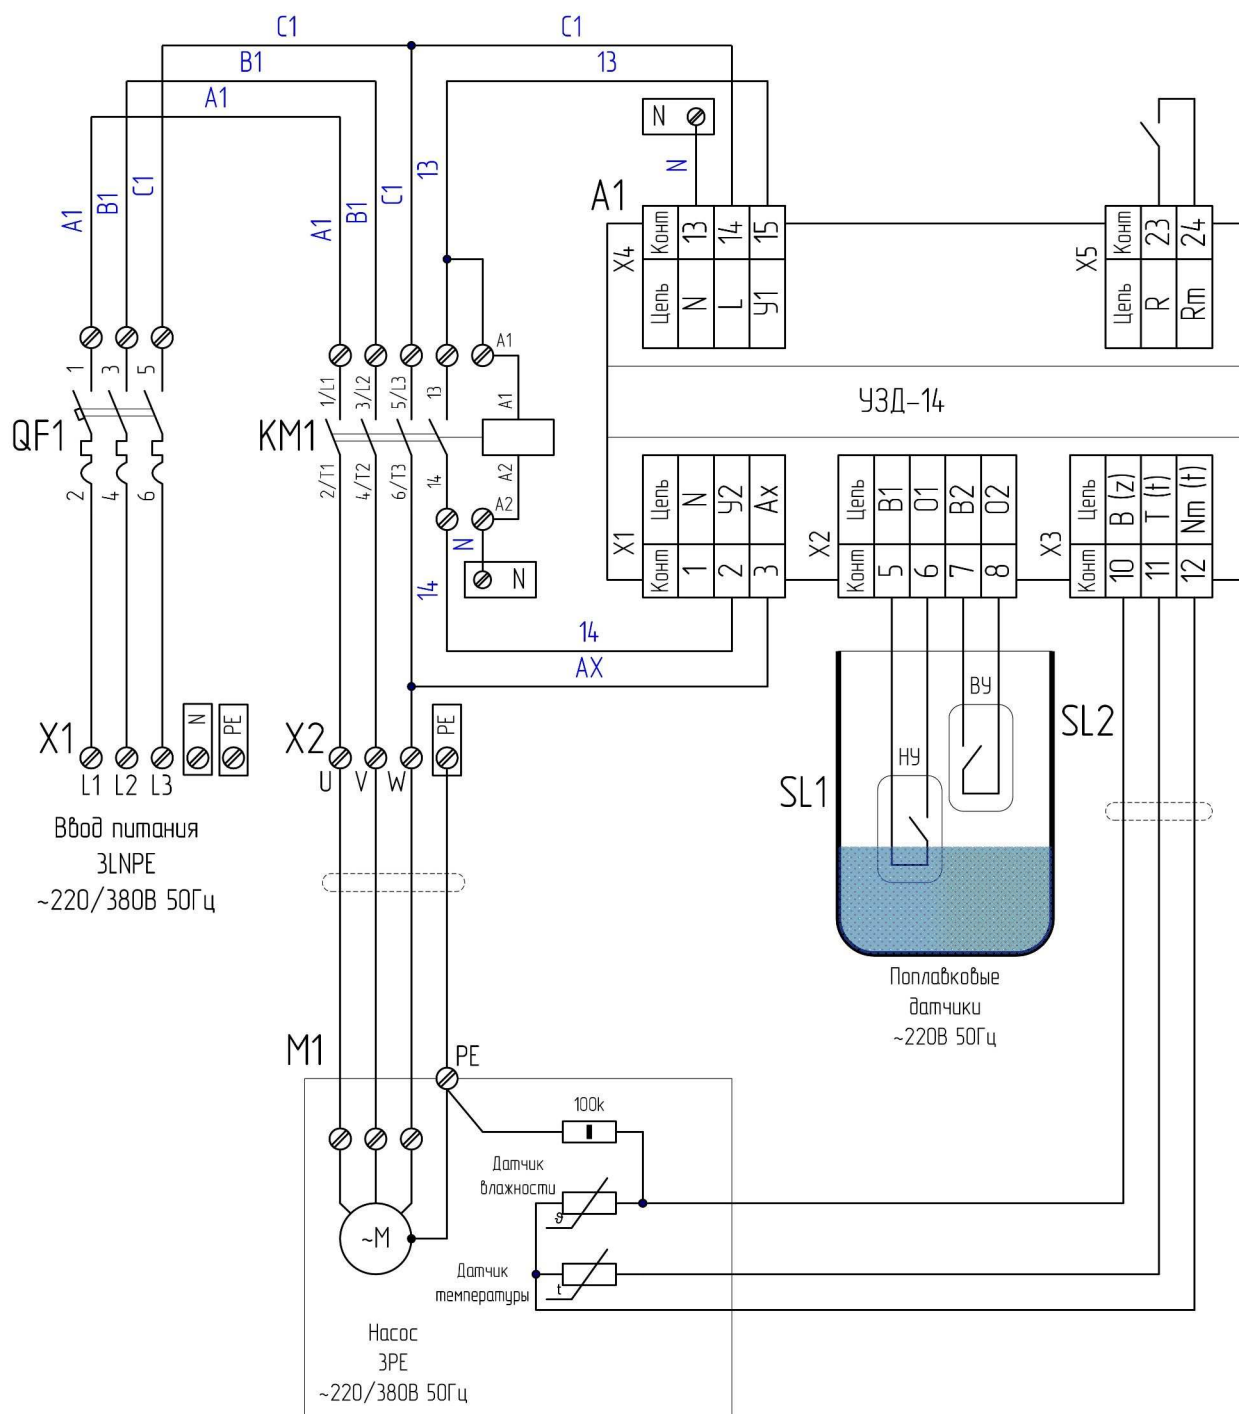 C1 C1
B1 13
A1
N
N
A1 B1 C1
A1 B1 C1 13
A1
X4 Конт 13 14 15
Цепь N L У1
X5 Конт 23 24
Цепь R Rm
УЗД-14
QF1
1 3 5
2 4 6
KM1
1/L1 3/L2 5/L3 13
A1
A1
2/T1 4/T2 6/T3 14
A2
A2
N
N
14
X1 Цепь N У2 Ах
Конт 1 2 3
X2 Цепь В1 О1 В2 О2
Конт 5 6 7 8
X3 Цепь В (z) Т (t) Nm (t)
Конт 10 11 12
14
AX
X1
N PE
L1 L2 L3
X2
PE
U V W
Ввод питания
3LNPE
~220/380В 50Гц
ВУ
SL2
НУ
SL1
Поплавковые
датчики
~220В 50Гц
M1
PE
100k
Датчик
влажности
ϑ
~M
Датчик
температуры
t
Насос
3PE
~220/380В 50Гц